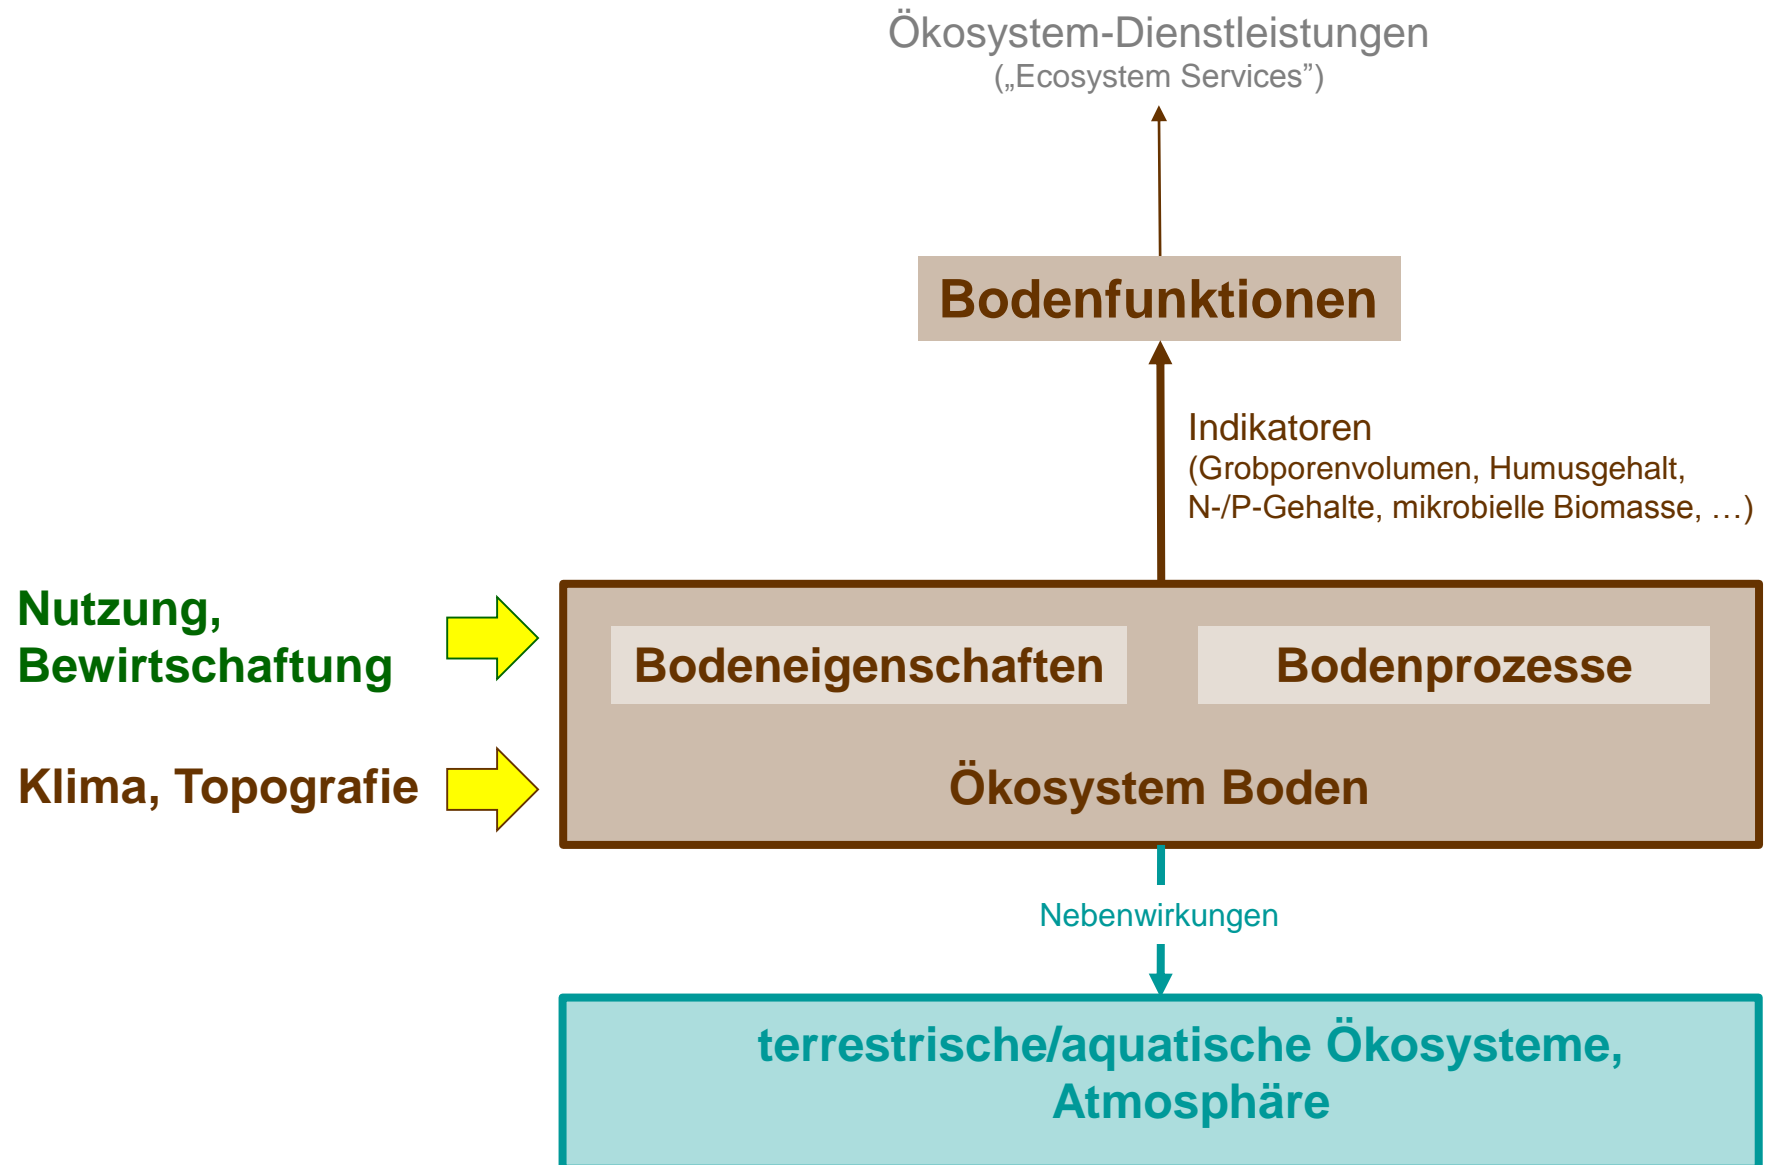 Ökosystem-Dienstleistungen
(„Ecosystem Services”)
Bodenfunktionen
Indikatoren
(Grobporenvolumen, Humusgehalt,
N-/P-Gehalte, mikrobielle Biomasse, …)
Nutzung,
Bewirtschaftung
Bodeneigenschaften
Bodenprozesse
Klima, Topografie
Ökosystem Boden
Nebenwirkungen
terrestrische/aquatische Ökosysteme,
Atmosphäre